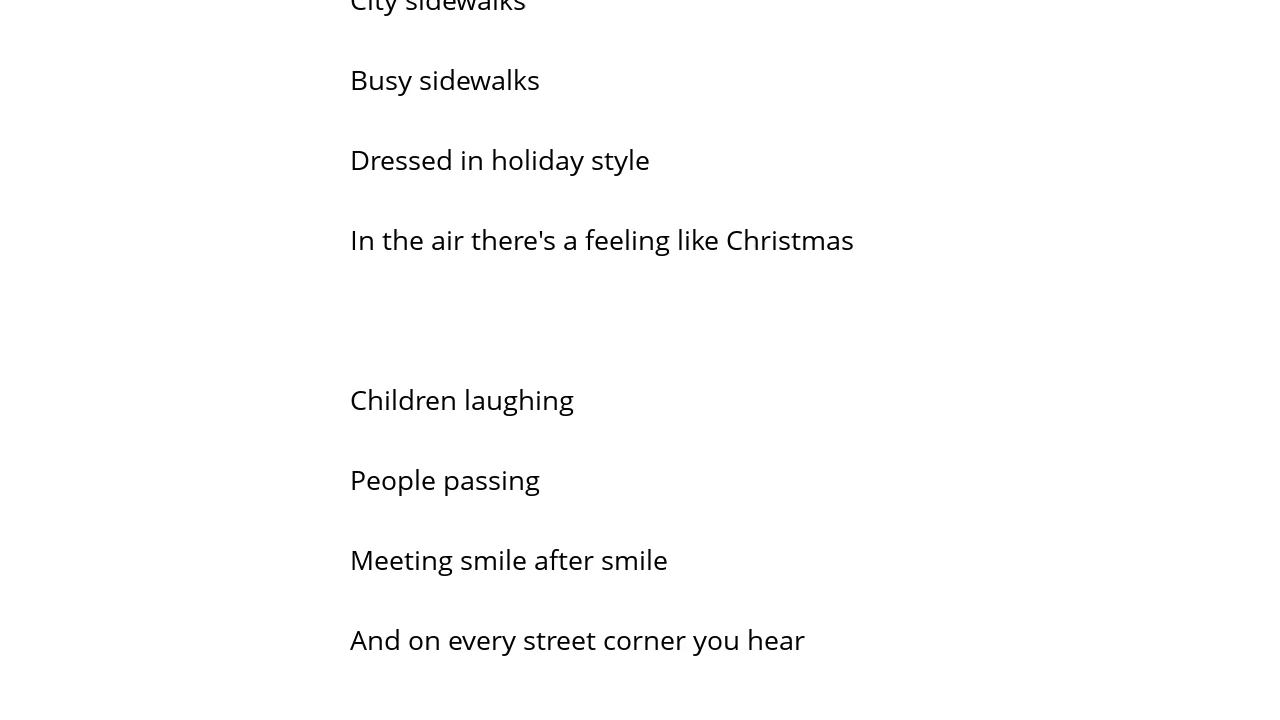 City sidewalks
Busy sidewalks
Dressed in holiday style
In the air there's a feeling like Christmas
Children laughing
People passing
Meeting smile after smile
And on every street corner you hear